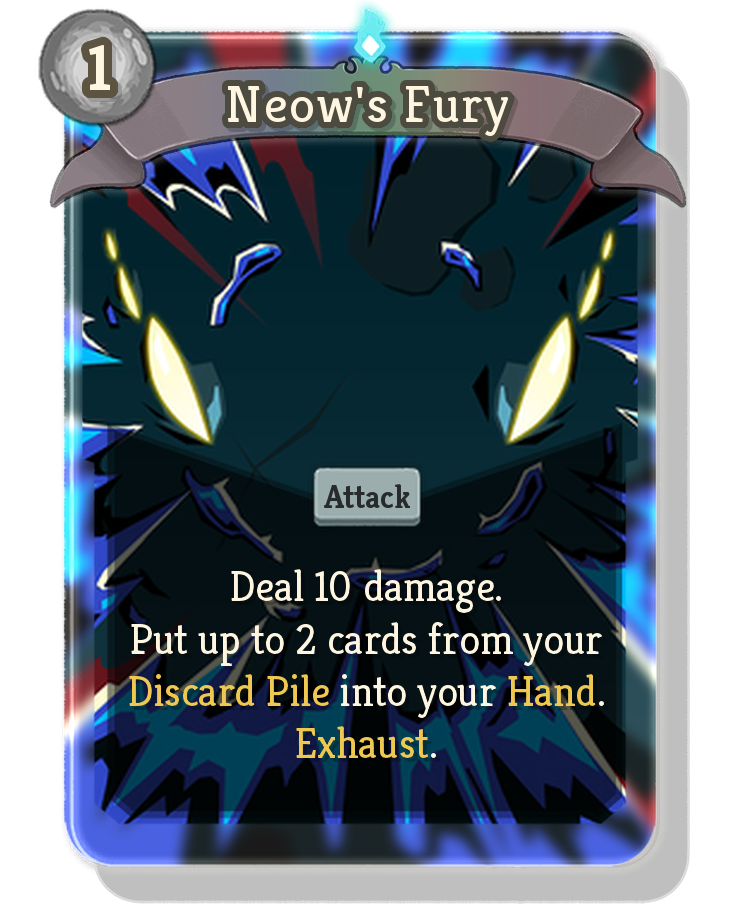 1
Neow's Fury
Attack
Deal 10 damage.
Put up to 2 cards from your
Discard Pile into your Hand.
Exhaust.